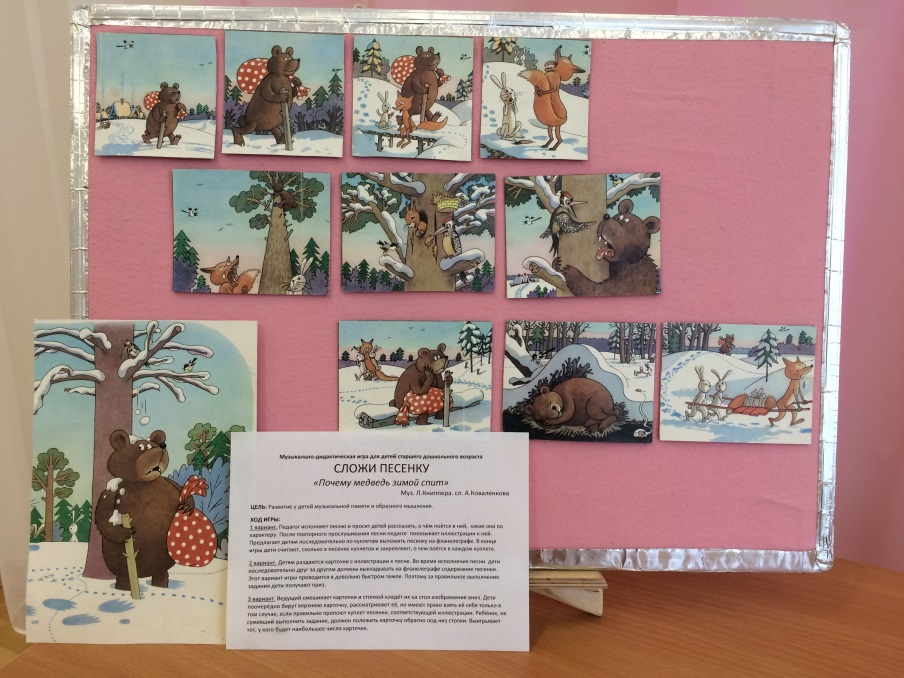 Музыкально-дидактическая игра для детей старшего дошкольного возраста
СЛОЖИ ПЕСЕНКУ
«Почему медведь зимой спит»
Муз. Л.Книппера. сл. А.Коваленкова
ЦЕЛЬ: Развитие у детей музыкальной памяти и образного мышление.
ХОД ИГРЫ:
1 вариант. Педагог исполняет песню и просит детей рассказать, о чём поётся в ней, какая она по
характеру. После повторного прослушивания песни педагог показывает иллюстрации к ней.
Предлагает детям последовательно по куплетам выложить песенку на фланелеграфе. В конце
игры дети считают, сколько в песенке куплетов и закрепляют, о чем поётся в каждом куплете.
2 вариант. Детям раздаются карточки с иллюстрации к песне. Во время исполнения песни дети
последовательно друг за другом должны выкладывать на фланелеграфе содержание песенки.
Этот вариант игры проводится в довольно быстром темпе. Поэтому за правильное выполнение
задания дети получают приз.
3 вариант. Ведущий смешивает карточки и стопкой кладёт их на стол изображение вниз. Дети
поочерёдно берут верхнюю карточку, рассматривают её, но имеют право взять её себе только в
том случае, если правильно пропоют куплет песенки, соответствующей иллюстрации. Ребёнок, не
сумевший выполнить задание, должен положить карточку обратно под низ стопки. Выигрывает
тот, у кого будет наибольшее число карточек.